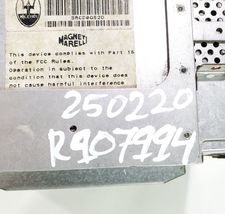 SRCC00520
MAGNETI
MARELLI
This device complies with Part 15
of the FCC Rules.
Operation is subject to the
condition that this device does
not cause harmful interference
250220
R907994